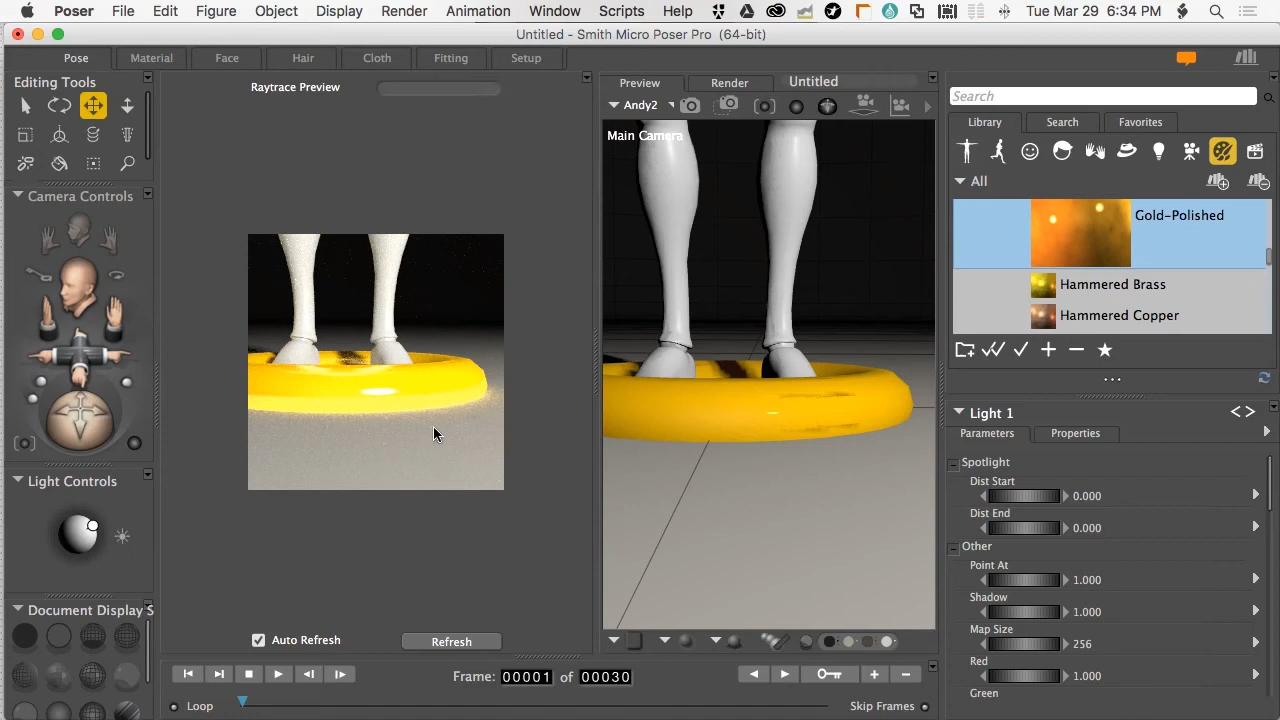 Poser File Edit Figure Object Display Render Animation Window Scripts Help Tue Mar 29 6:34 PM
Untitled - Smith Micro Poser Pro (64-bit)
Pose Material Face Hair Cloth Fitting Setup
Editing Tools
Raytrace Preview
Preview Render Untitled
Andy2
Main Camera
Search
Library Search Favorites
All
Gold-Polished
Hammered Brass
Hammered Copper
Camera Controls
Light Controls
Document Display S
Auto Refresh Refresh
Light 1
Parameters Properties
Spotlight
Dist Start
0.000
Dist End
0.000
Other
Point At
1.000
Shadow
1.000
Map Size
256
Red
1.000
Green
Frame: 00001 of 00030
Loop Skip Frames